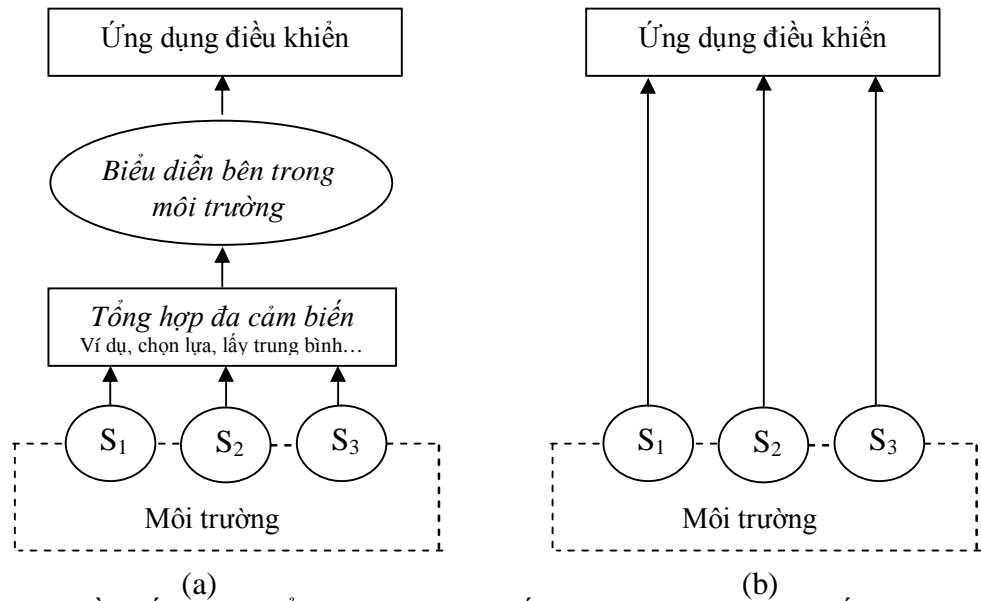 Ứng dụng điều khiển
Biểu diễn bên trong
môi trường
Tổng hợp đa cảm biến
Ví dụ, chọn lựa, lấy trung bình…
S1
S2
S3
Môi trường
(a)
Ứng dụng điều khiển
S1
S2
S3
Môi trường
(b)